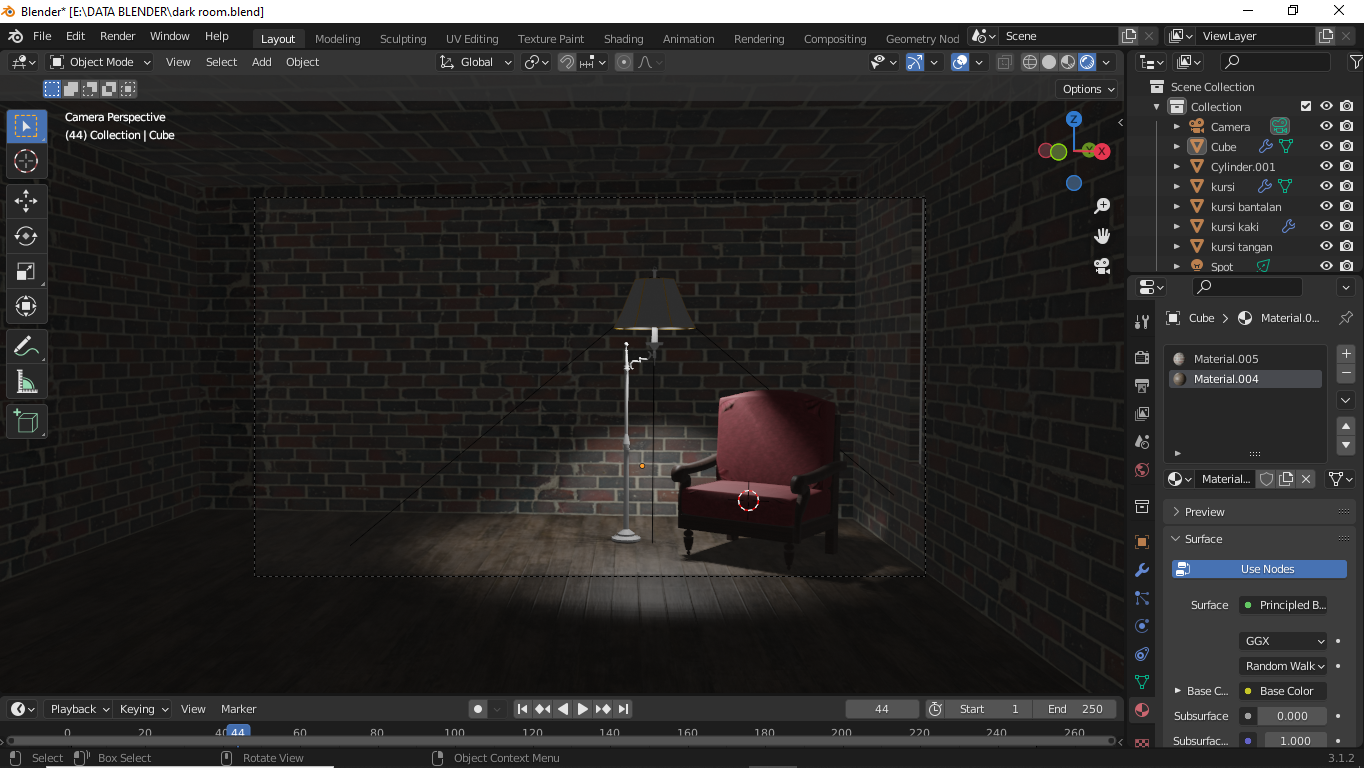 Blender* [E:\DATA BLENDER\dark room.blend]
File Edit Render Window Help Layout Modeling Sculpting UV Editing Texture Paint Shading Animation Rendering Compositing Geometry Nod Scene ViewLayer
Object Mode View Select Add Object Global
Options
Camera Perspective
(44) Collection | Cube
Z
Y X
Scene Collection
Collection
Camera
Cube
Cylinder.001
kursi
kursi bantalan
kursi kaki
kursi tangan
Spot
Cube Material.0...
Material.005
Material.004
Material...
Preview
Surface
Use Nodes
Surface Principled B...
GGX
Random Walk
Base C... Base Color
Subsurface 0.000
Subsurfac... 1.000
Playback Keying View Marker 44 Start 1 End 250
0 20 40 44 60 80 100 120 140 160 180 200 220 240 260
Select Box Select Rotate View Object Context Menu 3.1.2